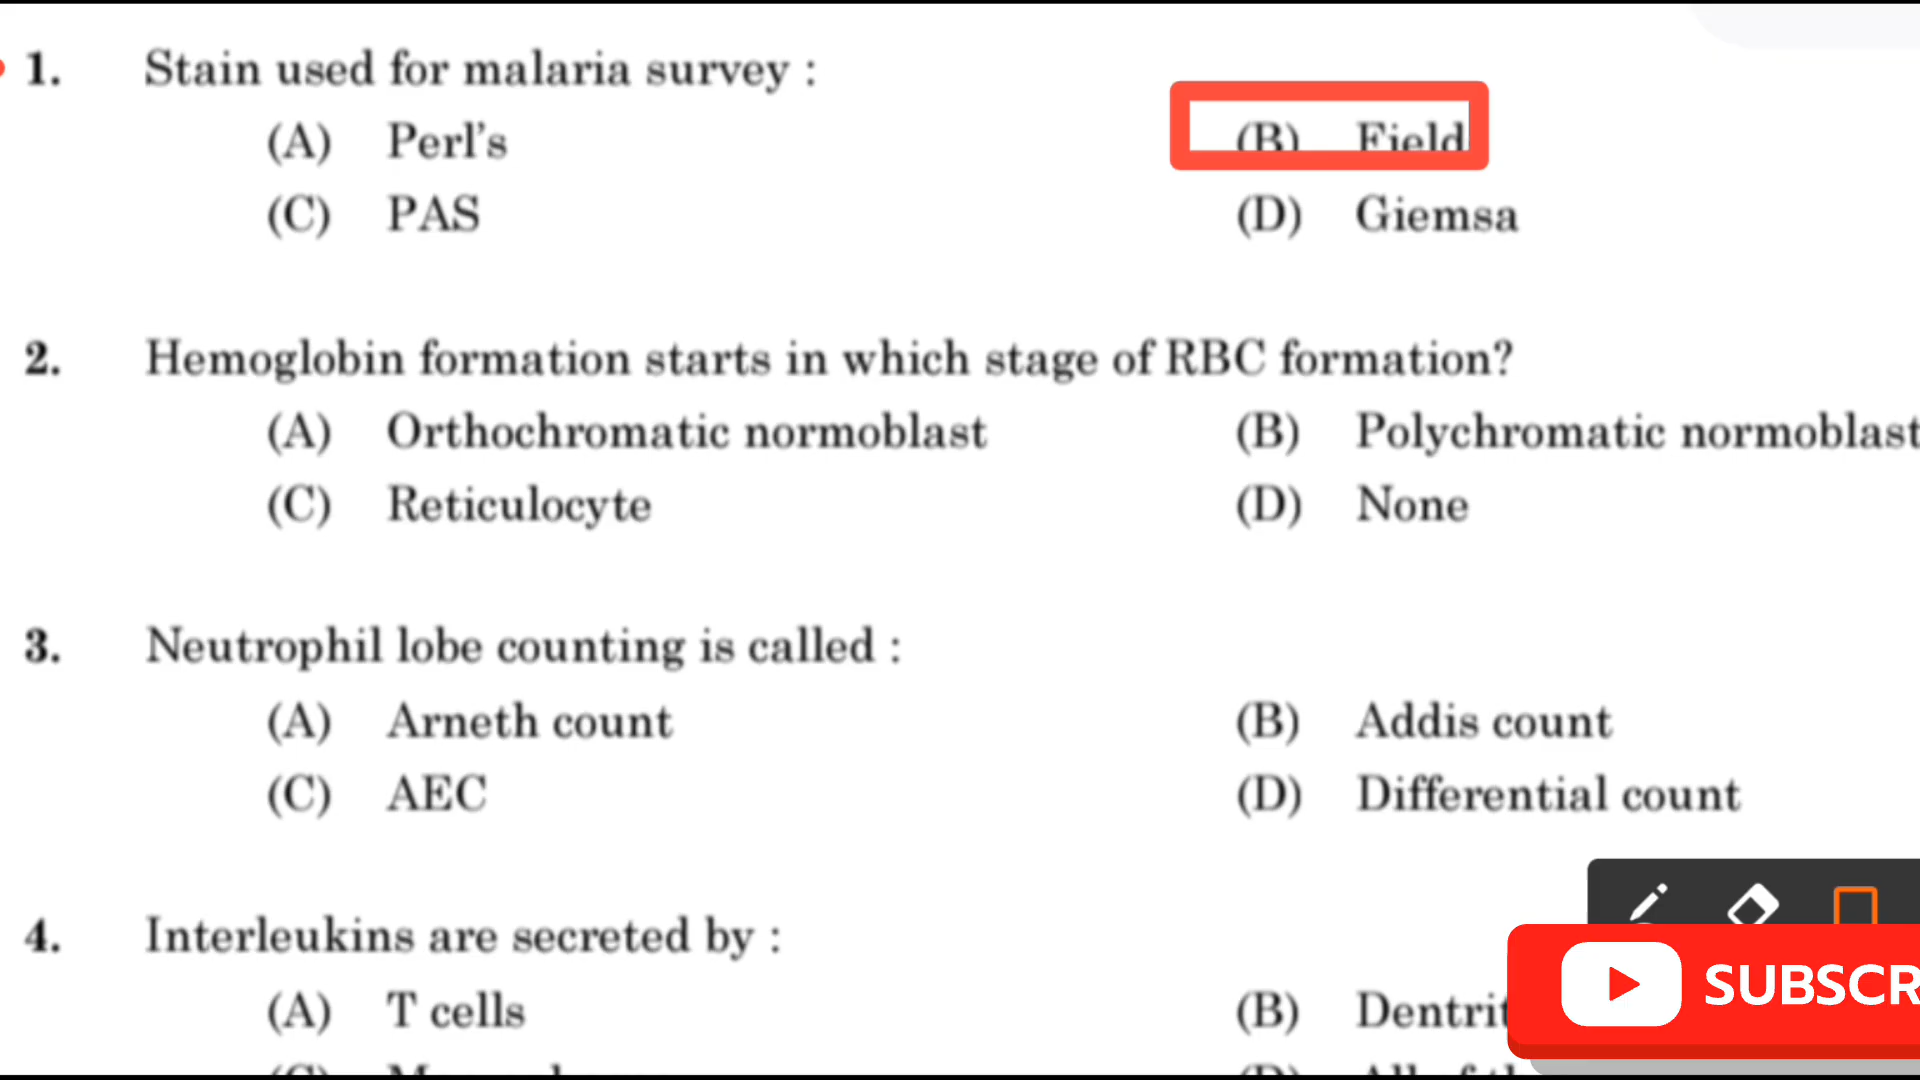 1. Stain used for malaria survey :
(A) Perl's (B) Field
(C) PAS (D) Giemsa
2. Hemoglobin formation starts in which stage of RBC formation?
(A) Orthochromatic normoblast (B) Polychromatic normoblast
(C) Reticulocyte (D) None
3. Neutrophil lobe counting is called :
(A) Arneth count (B) Addis count
(C) AEC (D) Differential count
4. Interleukins are secreted by :
(A) T cells (B) Dentrit
SUBSCR